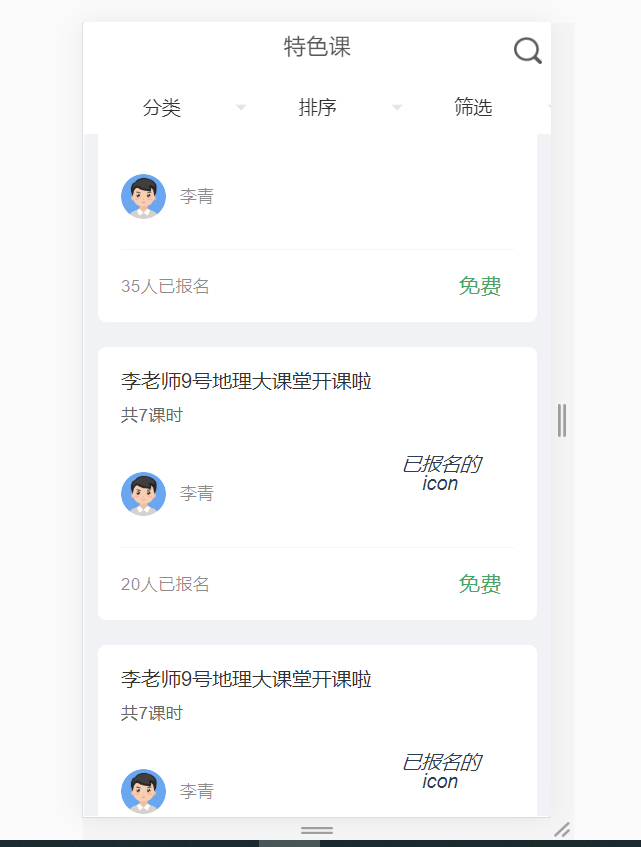 特色课
分类 排序 筛选
李青
35人已报名 免费
李老师9号地理大课堂开课啦
共7课时
已报名的
icon
李青
20人已报名 免费
李老师9号地理大课堂开课啦
共7课时
已报名的
icon
李青